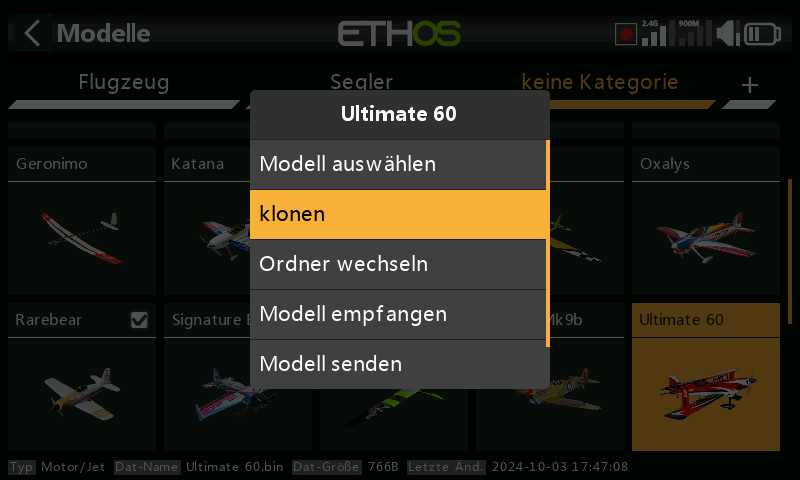 Modelle
ETHOS
2.4G
900M
Flugzeug
Segler
keine Kategorie
+
Ultimate 60
Modell auswählen
klonen
Ordner wechseln
Modell empfangen
Modell senden
Geronimo
Katana
Oxalys
Rarebear
Signature
Mk9b
Ultimate 60
Typ Motor/Jet Dat-Name Ultimate 60.bin Dat-Größe 766B Letzte Änd. 2024-10-03 17:47:08